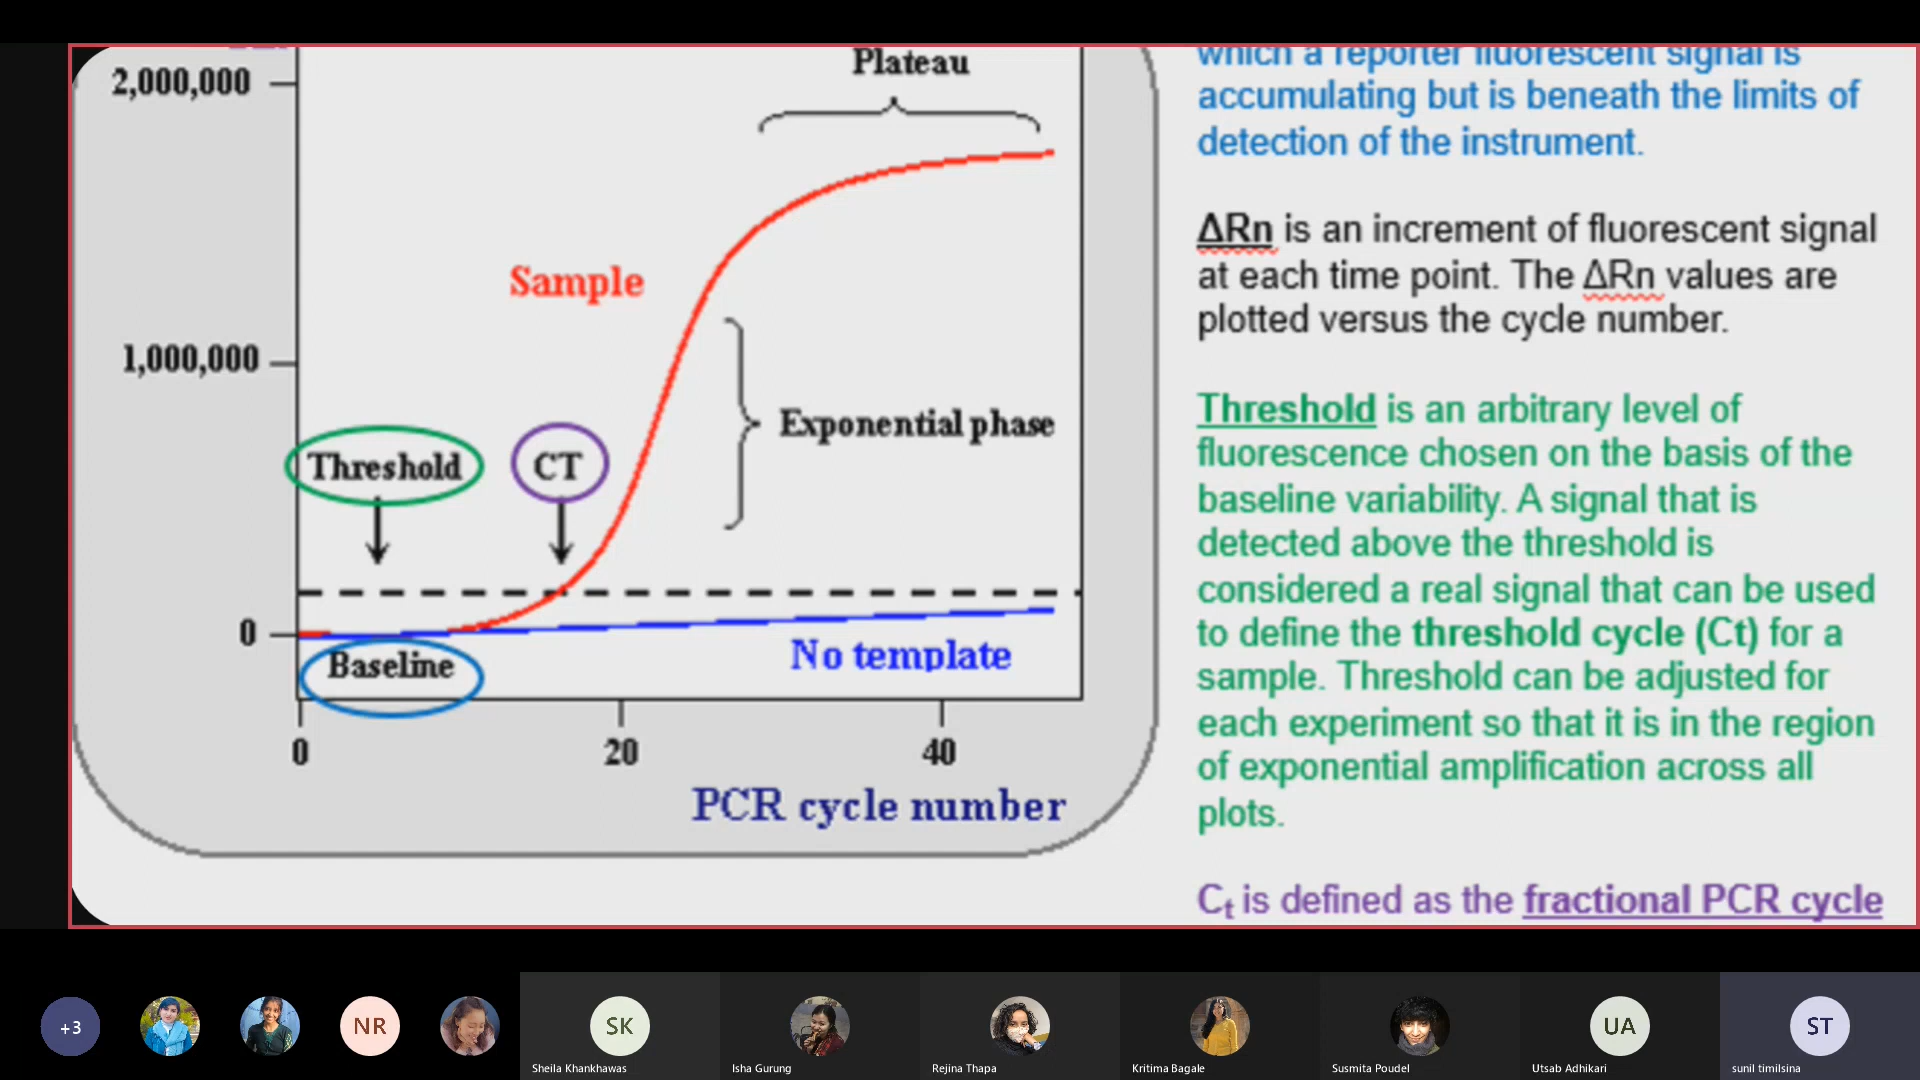 Plateau
2,000,000
Sample
1,000,000
Exponential phase
Threshold
CT
0
Baseline
No template
0
20
40
PCR cycle number
which a reporter fluorescent signal is
accumulating but is beneath the limits of
detection of the instrument.
ΔRn is an increment of fluorescent signal
at each time point. The ΔRn values are
plotted versus the cycle number.
Threshold is an arbitrary level of
fluorescence chosen on the basis of the
baseline variability. A signal that is
detected above the threshold is
considered a real signal that can be used
to define the threshold cycle (Ct) for a
sample. Threshold can be adjusted for
each experiment so that it is in the region
of exponential amplification across all
plots.
Ct is defined as the fractional PCR cycle
+3
NR
SK
UA
ST
Sheila Khankhawas
Isha Gurung
Rejina Thapa
Kritima Bagale
Susmita Poudel
Utsab Adhikari
sunil timilsina